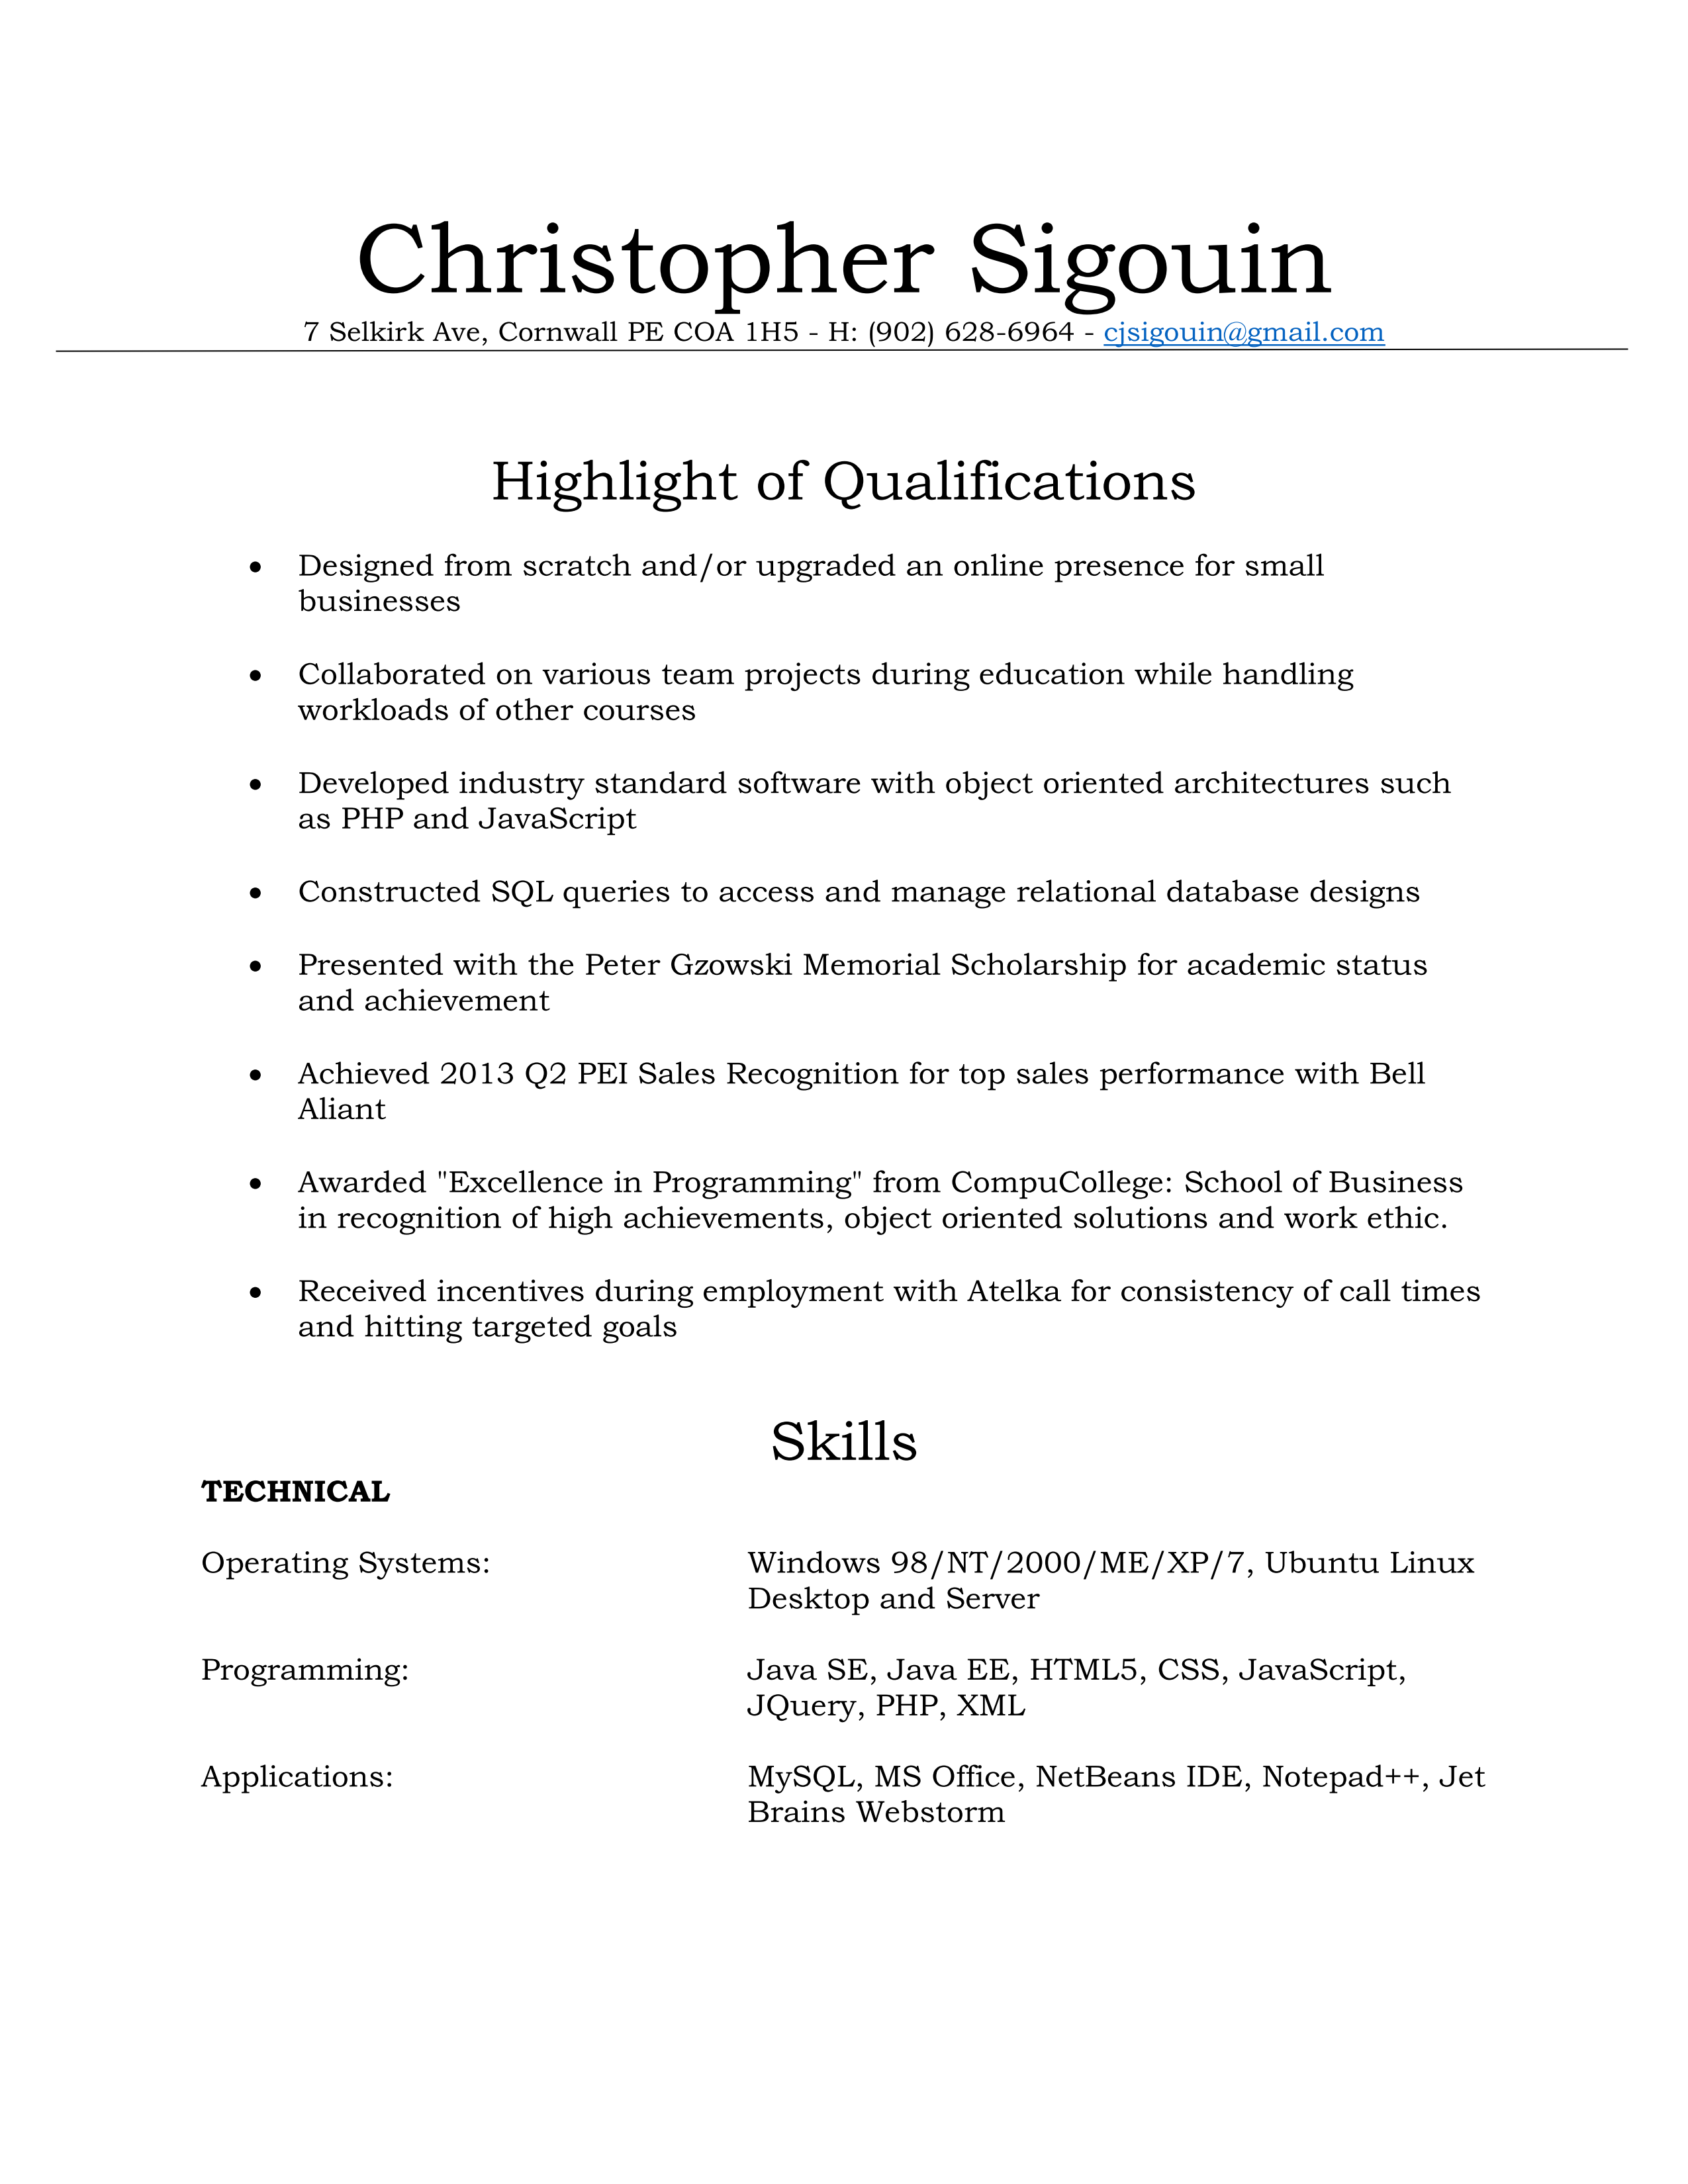 Christopher Sigouin
7 Selkirk Ave, Cornwall PE COA 1H5 - H: (902) 628-6964 - cjsigouin@gmail.com
Highlight of Qualifications
• Designed from scratch and/or upgraded an online presence for small
businesses
• Collaborated on various team projects during education while handling
workloads of other courses
• Developed industry standard software with object oriented architectures such
as PHP and JavaScript
• Constructed SQL queries to access and manage relational database designs
• Presented with the Peter Gzowski Memorial Scholarship for academic status
and achievement
• Achieved 2013 Q2 PEI Sales Recognition for top sales performance with Bell
Aliant
• Awarded "Excellence in Programming" from CompuCollege: School of Business
in recognition of high achievements, object oriented solutions and work ethic.
• Received incentives during employment with Atelka for consistency of call times
and hitting targeted goals
Skills
TECHNICAL
Operating Systems: Windows 98/NT/2000/ME/XP/7, Ubuntu Linux
Desktop and Server
Programming: Java SE, Java EE, HTML5, CSS, JavaScript,
JQuery, PHP, XML
Applications: MySQL, MS Office, NetBeans IDE, Notepad++, Jet
Brains Webstorm